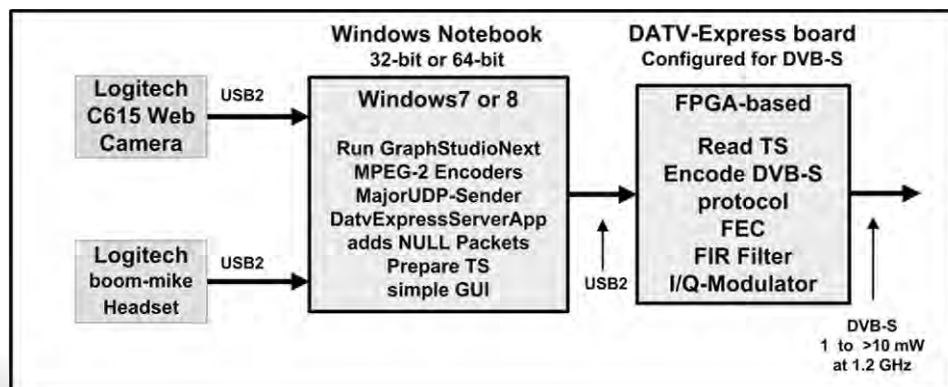 Windows Notebook
32-bit or 64-bit
DATV-Express board
Configured for DVB-S
Logitech
C615 Web
Camera
USB2
Logitech
boom-mike
Headset
USB2
Windows7 or 8
Run GraphStudioNext
MPEG-2 Encoders
MajorUDP-Sender
DatvExpressServerApp
adds NULL Packets
Prepare TS
simple GUI
USB2
FPGA-based
Read TS
Encode DVB-S
protocol
FEC
FIR Filter
I/Q-Modulator
DVB-S
1 to >10 mW
at 1.2 GHz